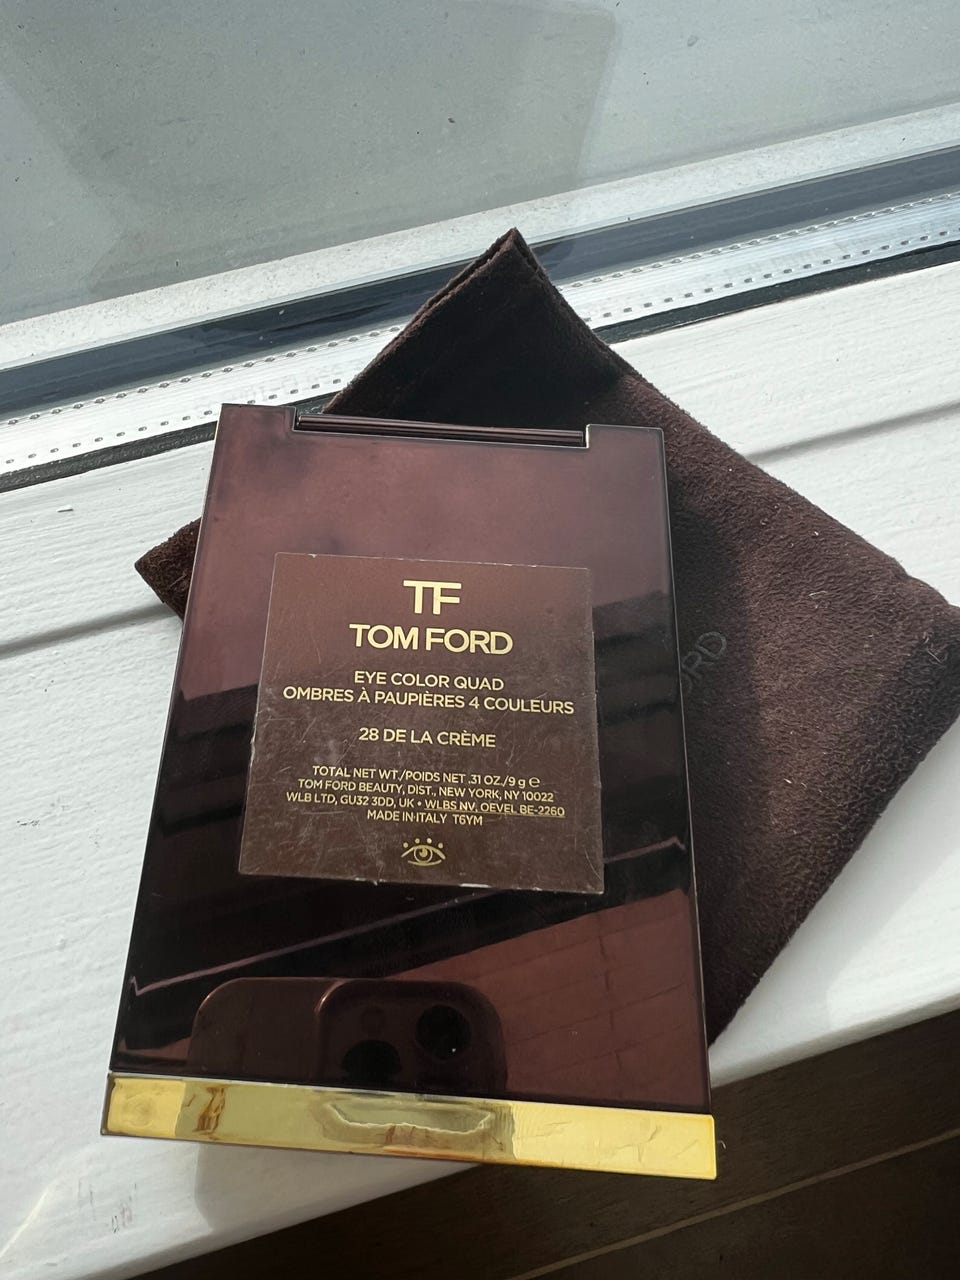 TF
TOM FORD
EYE COLOR QUAD
OMBRES À PAUPIÈRES 4 COULEURS
28 DE LA CRÈME
TOTAL NET WT./POIDS NET .31 OZ./9 g ℮
TOM FORD BEAUTY, DIST., NEW YORK, NY 10022
WLB LTD, GU32 3DD, UK • WLBS NV, OEVEL BE-2260
MADE IN ITALY T6YM
ORD